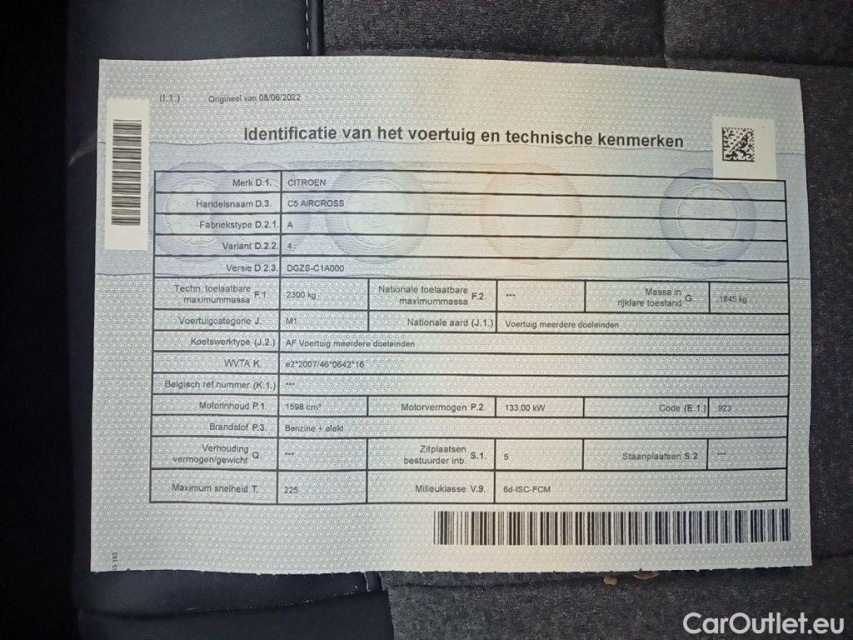 (I.1.) Origineel van 08/06/2022
Identificatie van het voertuig en technische kenmerken
Merk D.1. CITROEN
Handelsnaam D.3. C5 AIRCROSS
Fabriekstype D.2.1. A
Variant D.2.2. 4
Versie D.2.3. DGZS-C1A000
Techn. toelaatbare maximummassa F.1 2300 kg Nationale toelaatbare maximummassa F.2. --- Massa in rijklare toestand G. 1845 kg
Voertuigcategorie J. M1 Nationale aard (J.1.) Voertuig meerdere doeleinden
Koetswerktype (J.2.) AF Voertuig meerdere doeleinden
WVTA K. e2*2007/46*0642*16
Belgisch ref.nummer (K.1.) ---
Motorinhoud P.1 1598 cm³ Motorvermogen P.2. 133.00 kW Code (E.1.) 923
Brandstof P.3. Benzine + elekt
Verhouding vermogen/gewicht Q. --- Zitplaatsen bestuurder inb. S.1. 5 Staanplaatsen S.2. ---
Maximum snelheid T. 225 Milieuklasse V.9. 6d-ISC-FCM
CarOutlet.eu